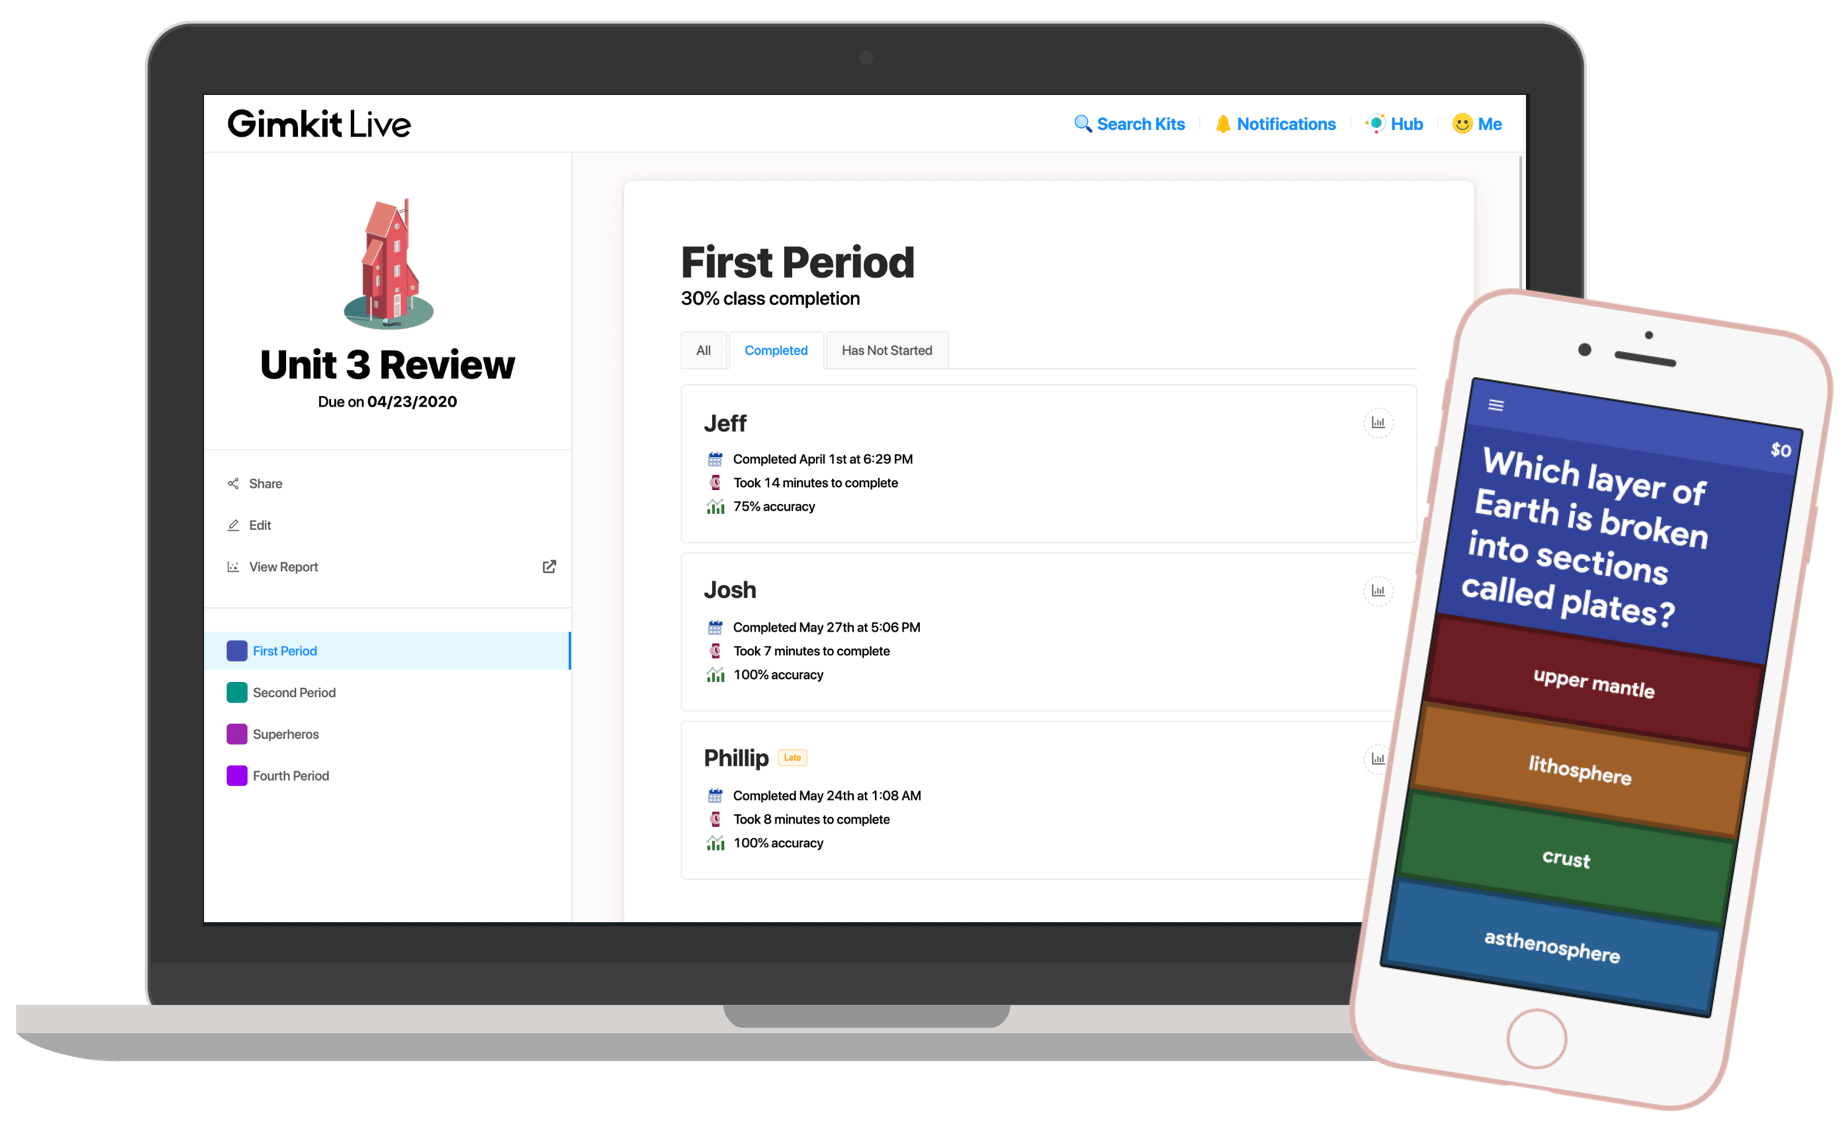 Gimkit Live
Search Kits
Notifications
Hub
Me
Unit 3 Review
Due on 04/23/2020
Share
Edit
View Report
First Period
Second Period
Superheros
Fourth Period
First Period
30% class completion
All
Completed
Has Not Started
Jeff
Completed April 1st at 6:29 PM
Took 14 minutes to complete
75% accuracy
Josh
Completed May 27th at 5:06 PM
Took 7 minutes to complete
100% accuracy
Phillip Late
Completed May 24th at 1:08 AM
Took 8 minutes to complete
100% accuracy
$0
Which layer of
Earth is broken
into sections
called plates?
upper mantle
lithosphere
crust
asthenosphere